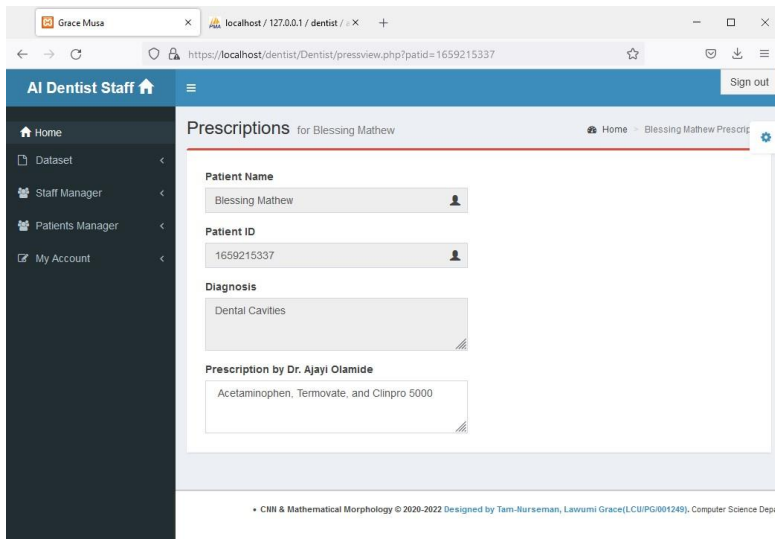 Grace Musa
localhost / 127.0.0.1 / dentist /
https://localhost/dentist/Dentist/pressview.php?patid=1659215337
AI Dentist Staff
Sign out
Home
Prescriptions for Blessing Mathew
Home
Blessing Mathew Prescrip
Dataset
Staff Manager
Patients Manager
My Account
Patient Name
Blessing Mathew
Patient ID
1659215337
Diagnosis
Dental Cavities
Prescription by Dr. Ajayi Olamide
Acetaminophen, Termovate, and Clinpro 5000
• CNN & Mathematical Morphology © 2020-2022 Designed by Tam-Nurseman, Lawumi Grace(LCU/PG/001249). Computer Science Depa